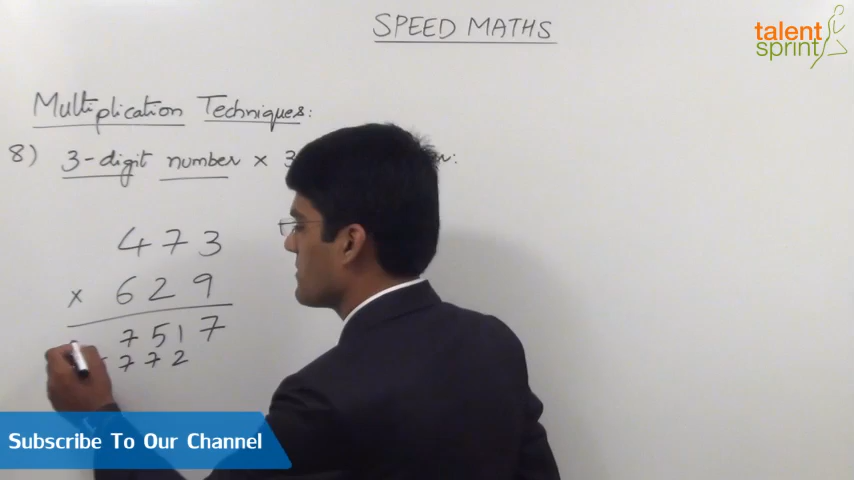 SPEED MATHS
talent
sprint
Multiplication Techniques:
8) 3-digit number × 3
473
× 629
7517
772
Subscribe To Our Channel